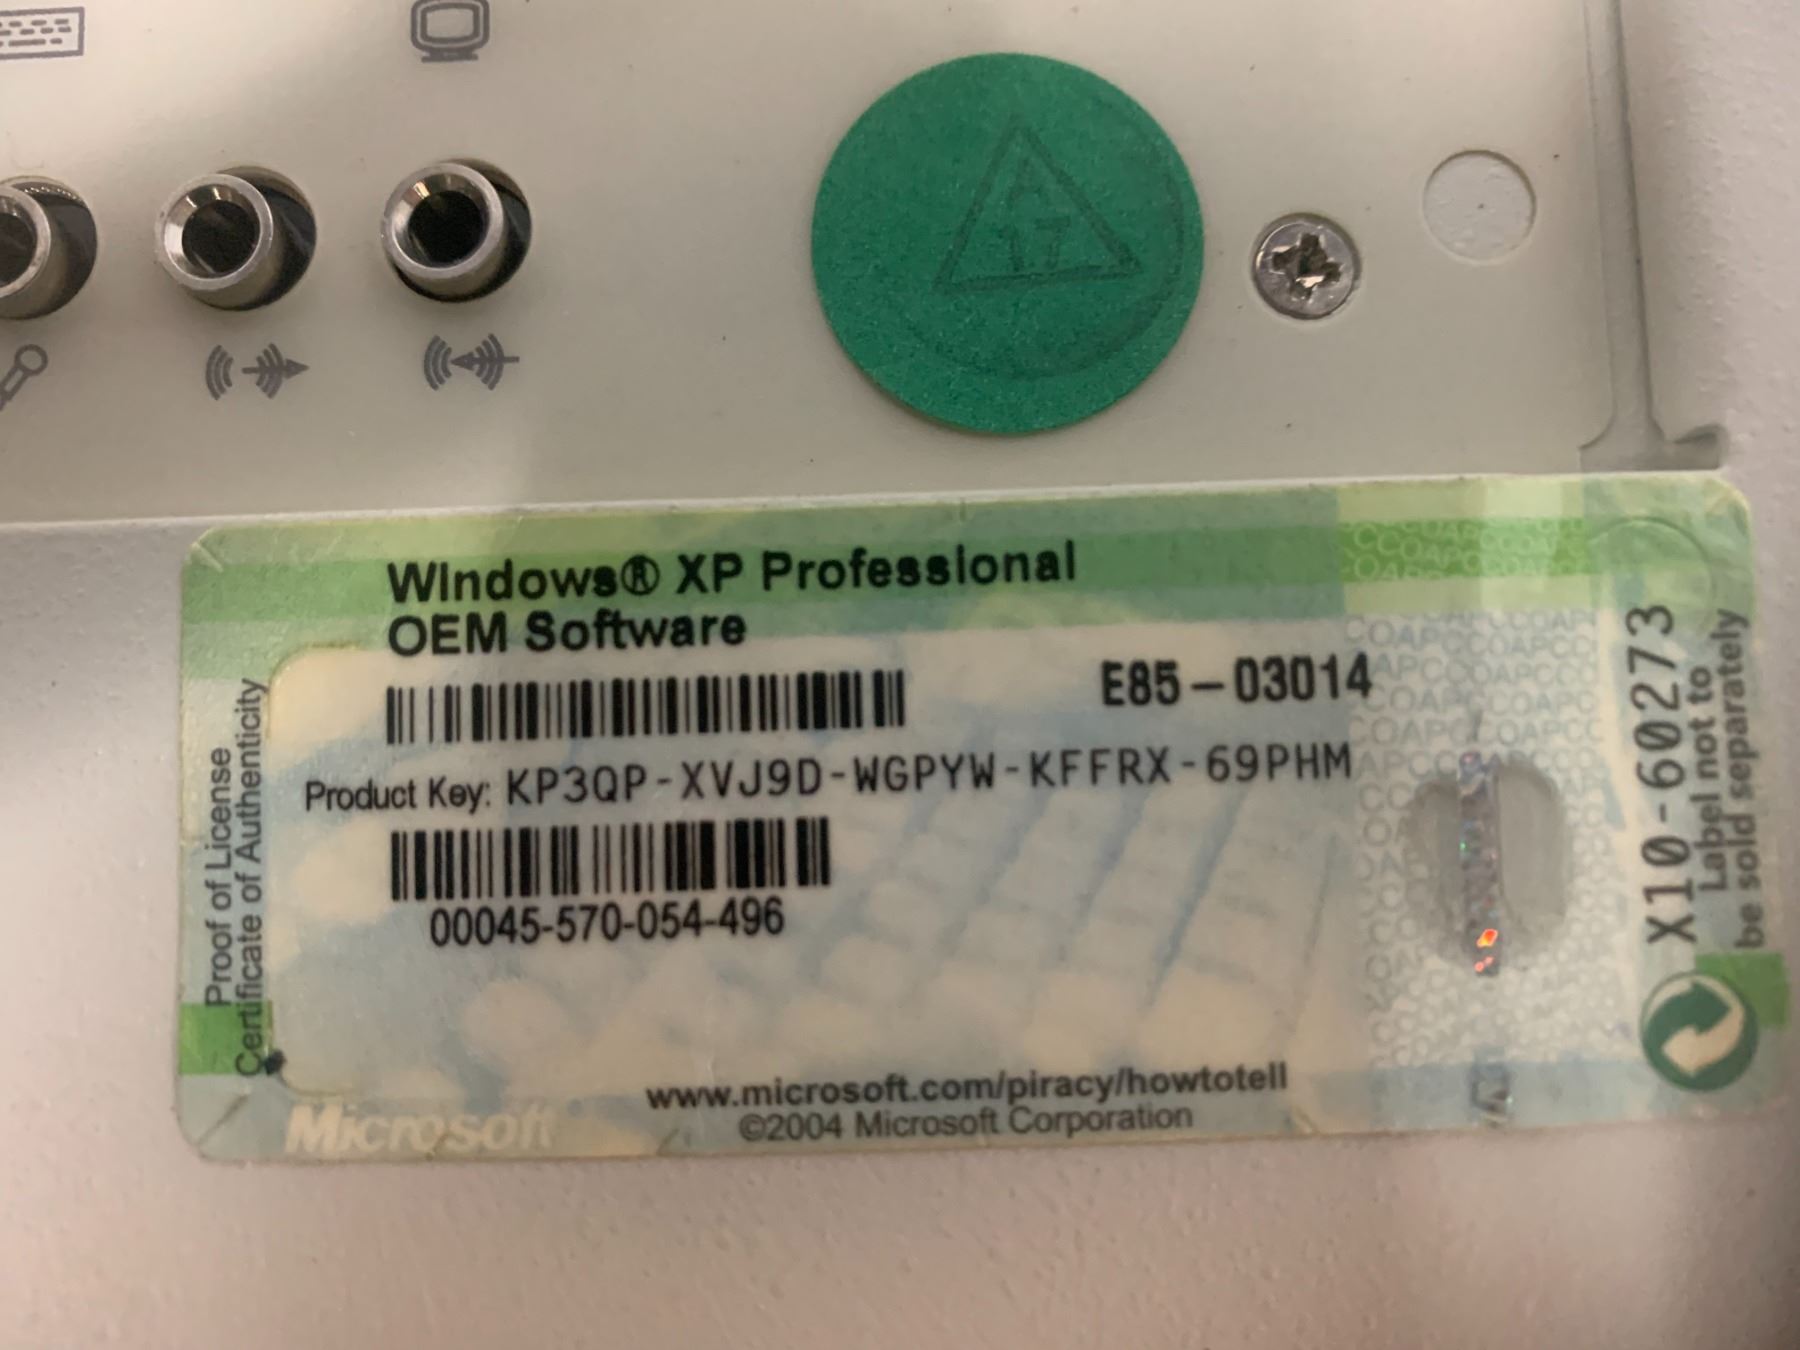 Windows® XP Professional
OEM Software
E85-03014
Product Key: KP3QP-XVJ9D-WGPYW-KFFRX-69PHM
00045-570-054-496
www.microsoft.com/piracy/howtotell
©2004 Microsoft Corporation
Microsoft
Proof of License
Certificate of Authenticity
X10-60273
Label not to
be sold separately